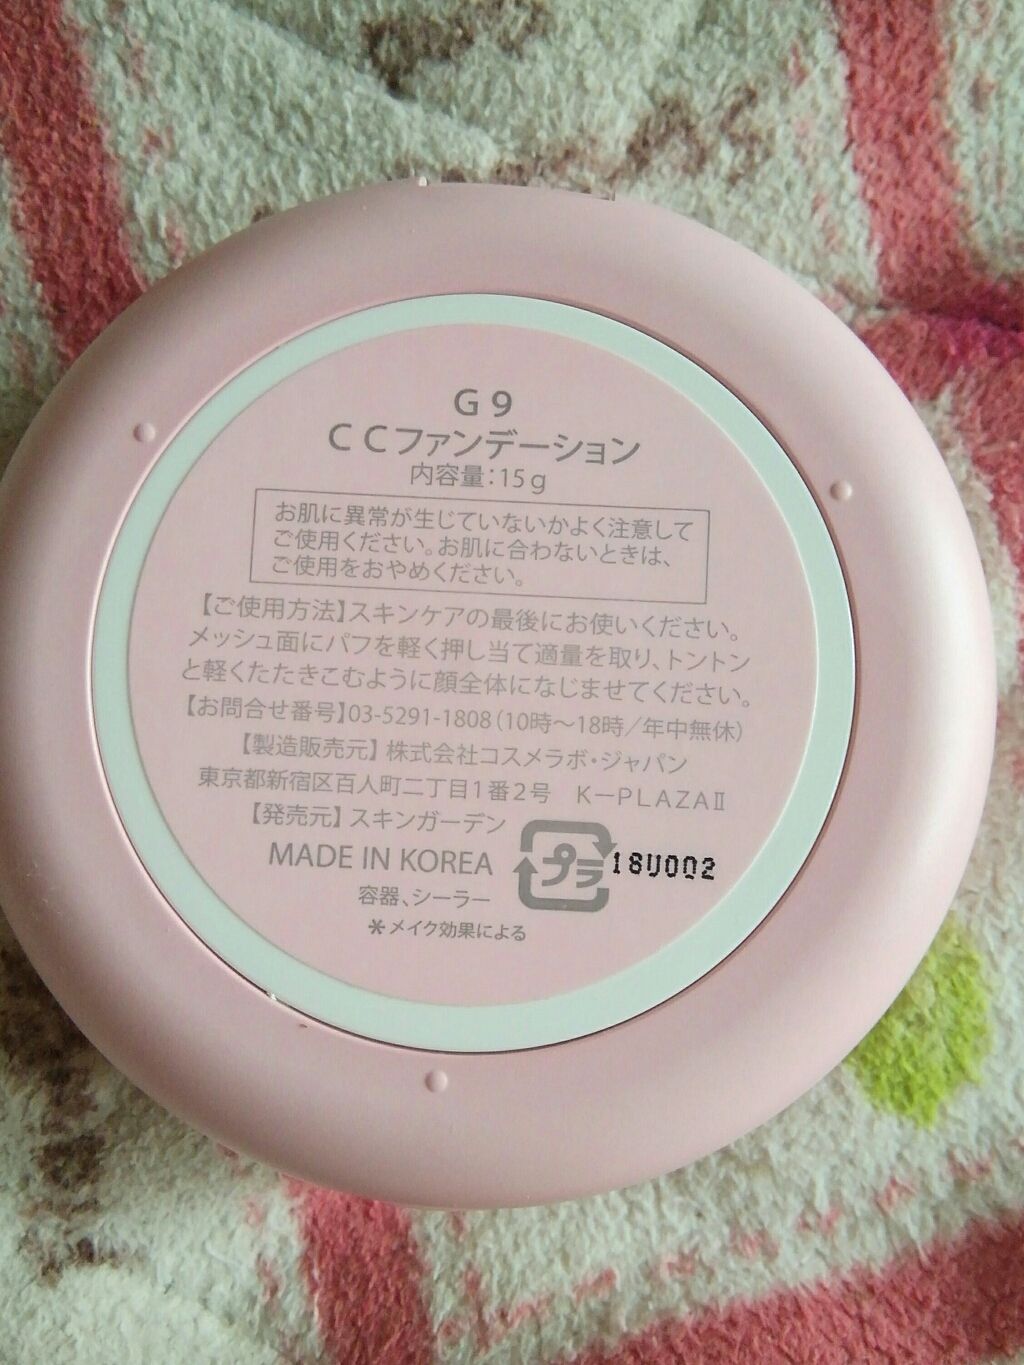 G 9
ＣＣファンデーション
内容量：15g
お肌に異常が生じていないかよく注意して
ご使用ください。お肌に合わないときは、
ご使用をおやめください。
【ご使用方法】スキンケアの最後にお使いください。
メッシュ面にパフを軽く押し当て適量を取り、トントン
と軽くたたきこむように顔全体になじませてください。
【お問合せ番号】03-5291-1808（10時～18時／年中無休）
【製造販売元】株式会社コスメラボ・ジャパン
東京都新宿区百人町二丁目1番2号　K－PLAZAⅡ
【発売元】スキンガーデン
MADE IN KOREA
プラ
18U002
容器、シーラー
＊メイク効果による